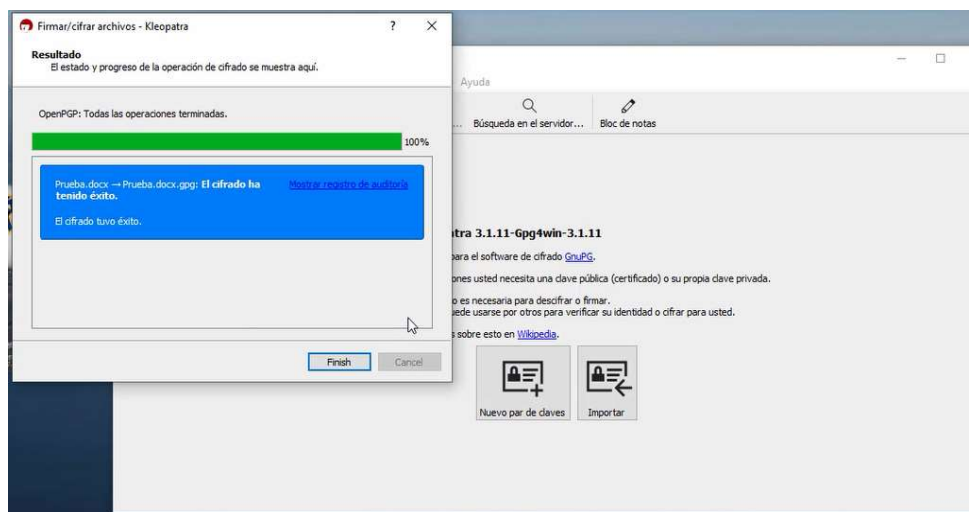 Firmar/cifrar archivos - Kleopatra
Resultado
El estado y progreso de la operación de cifrado se muestra aquí.
OpenPGP: Todas las operaciones terminadas.
100%
Prueba.docx → Prueba.docx.gpg: El cifrado ha
tenido éxito.
Mostrar registro de auditoría
El cifrado tuvo éxito.
Finish
Cancel
Ayuda
... Búsqueda en el servidor...
Bloc de notas
tra 3.1.11-Gpg4win-3.1.11
para el software de cifrado GnuPG.
ones usted necesita una clave pública (certificado) o su propia clave privada.
o es necesaria para descifrar o firmar.
uede usarse por otros para verificar su identidad o cifrar para usted.
s sobre esto en Wikipedia.
Nuevo par de claves
Importar